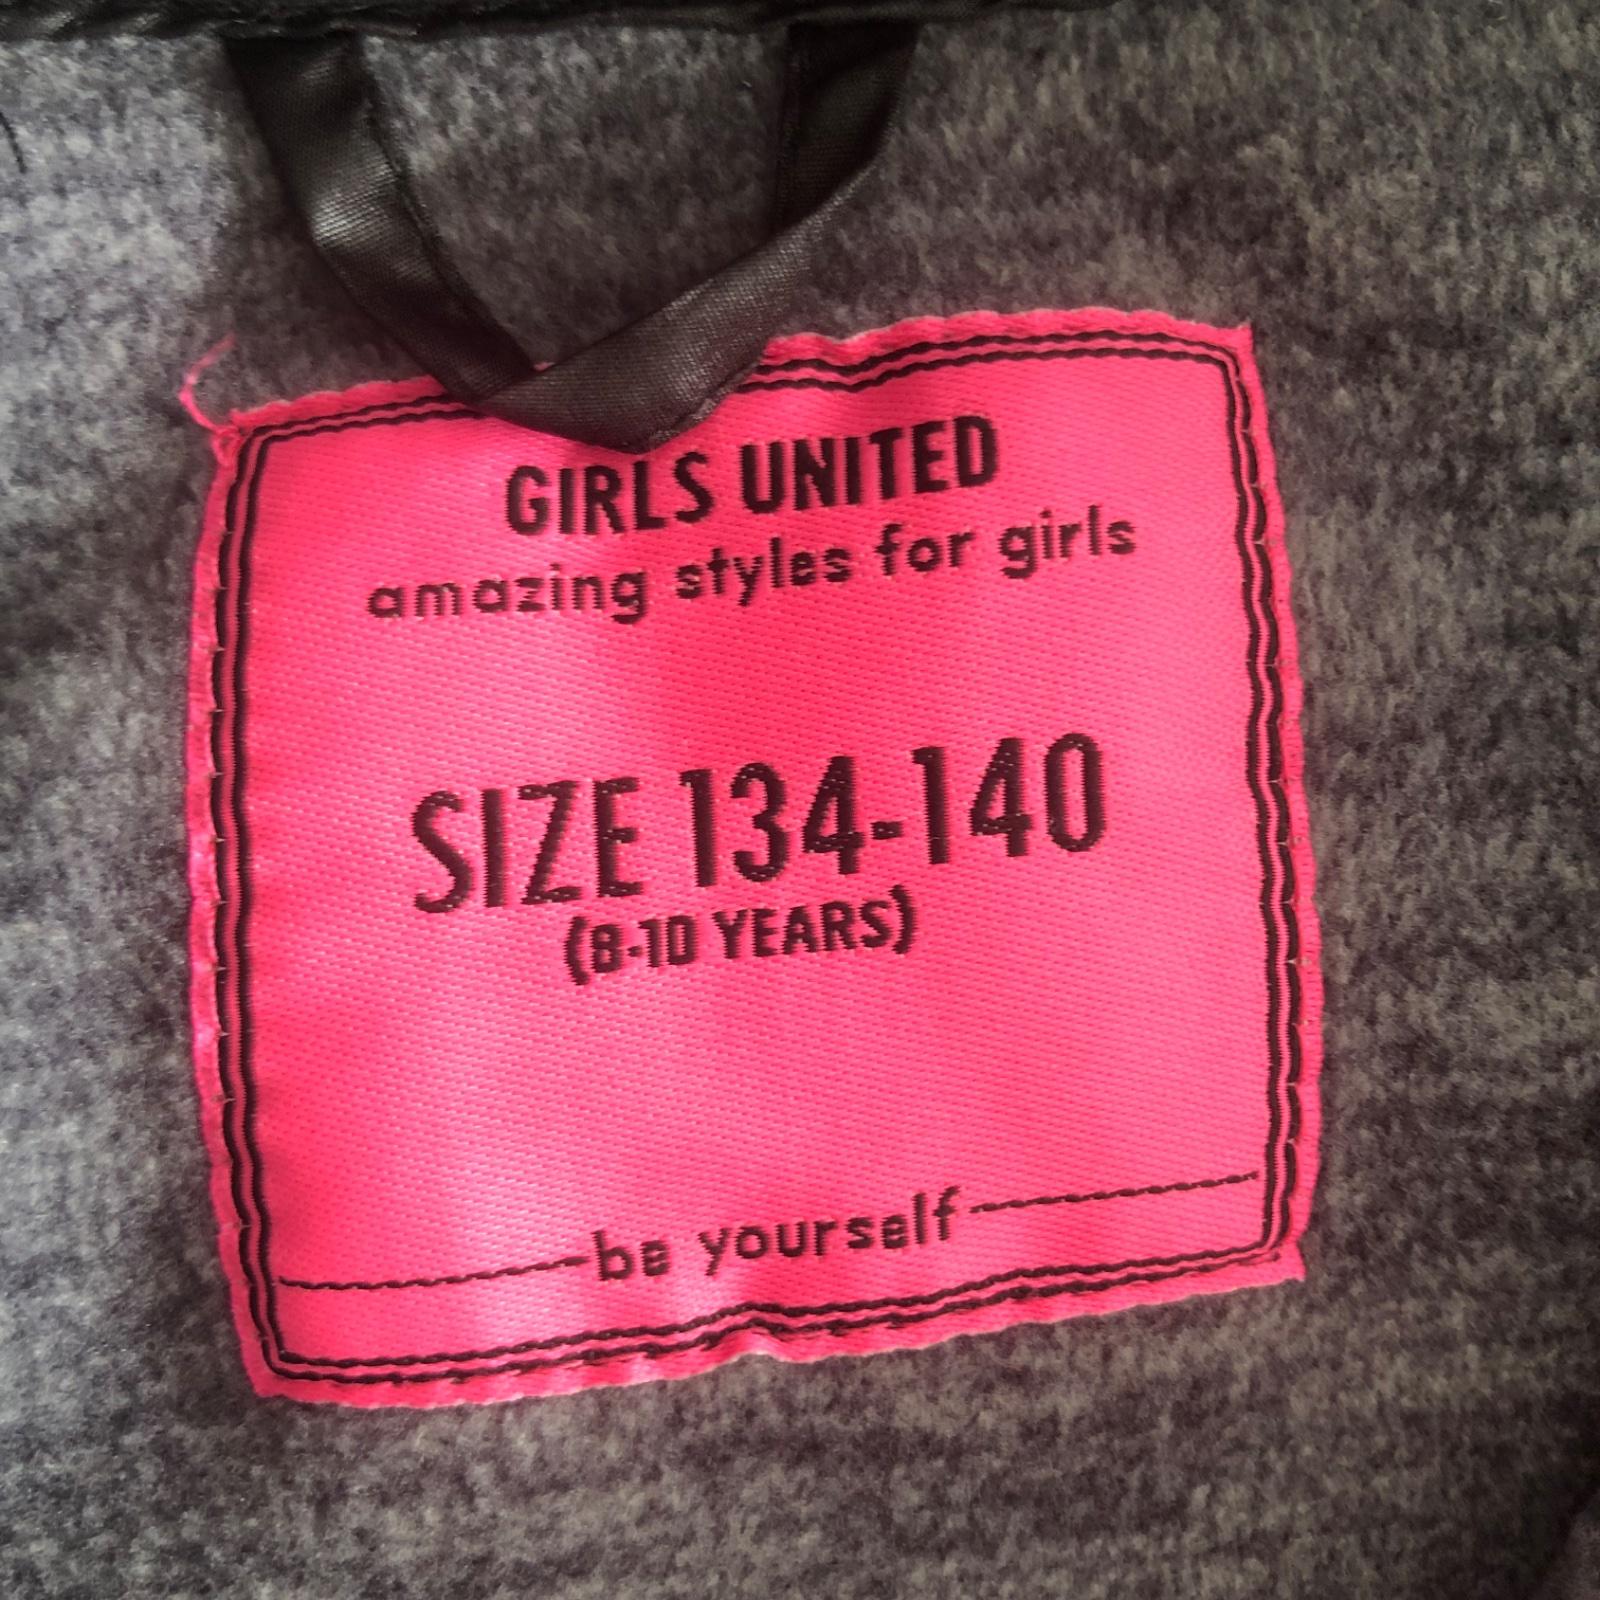 GIRLS UNITED
amazing styles for girls
SIZE 134-140
(8-10 YEARS)
be yourself